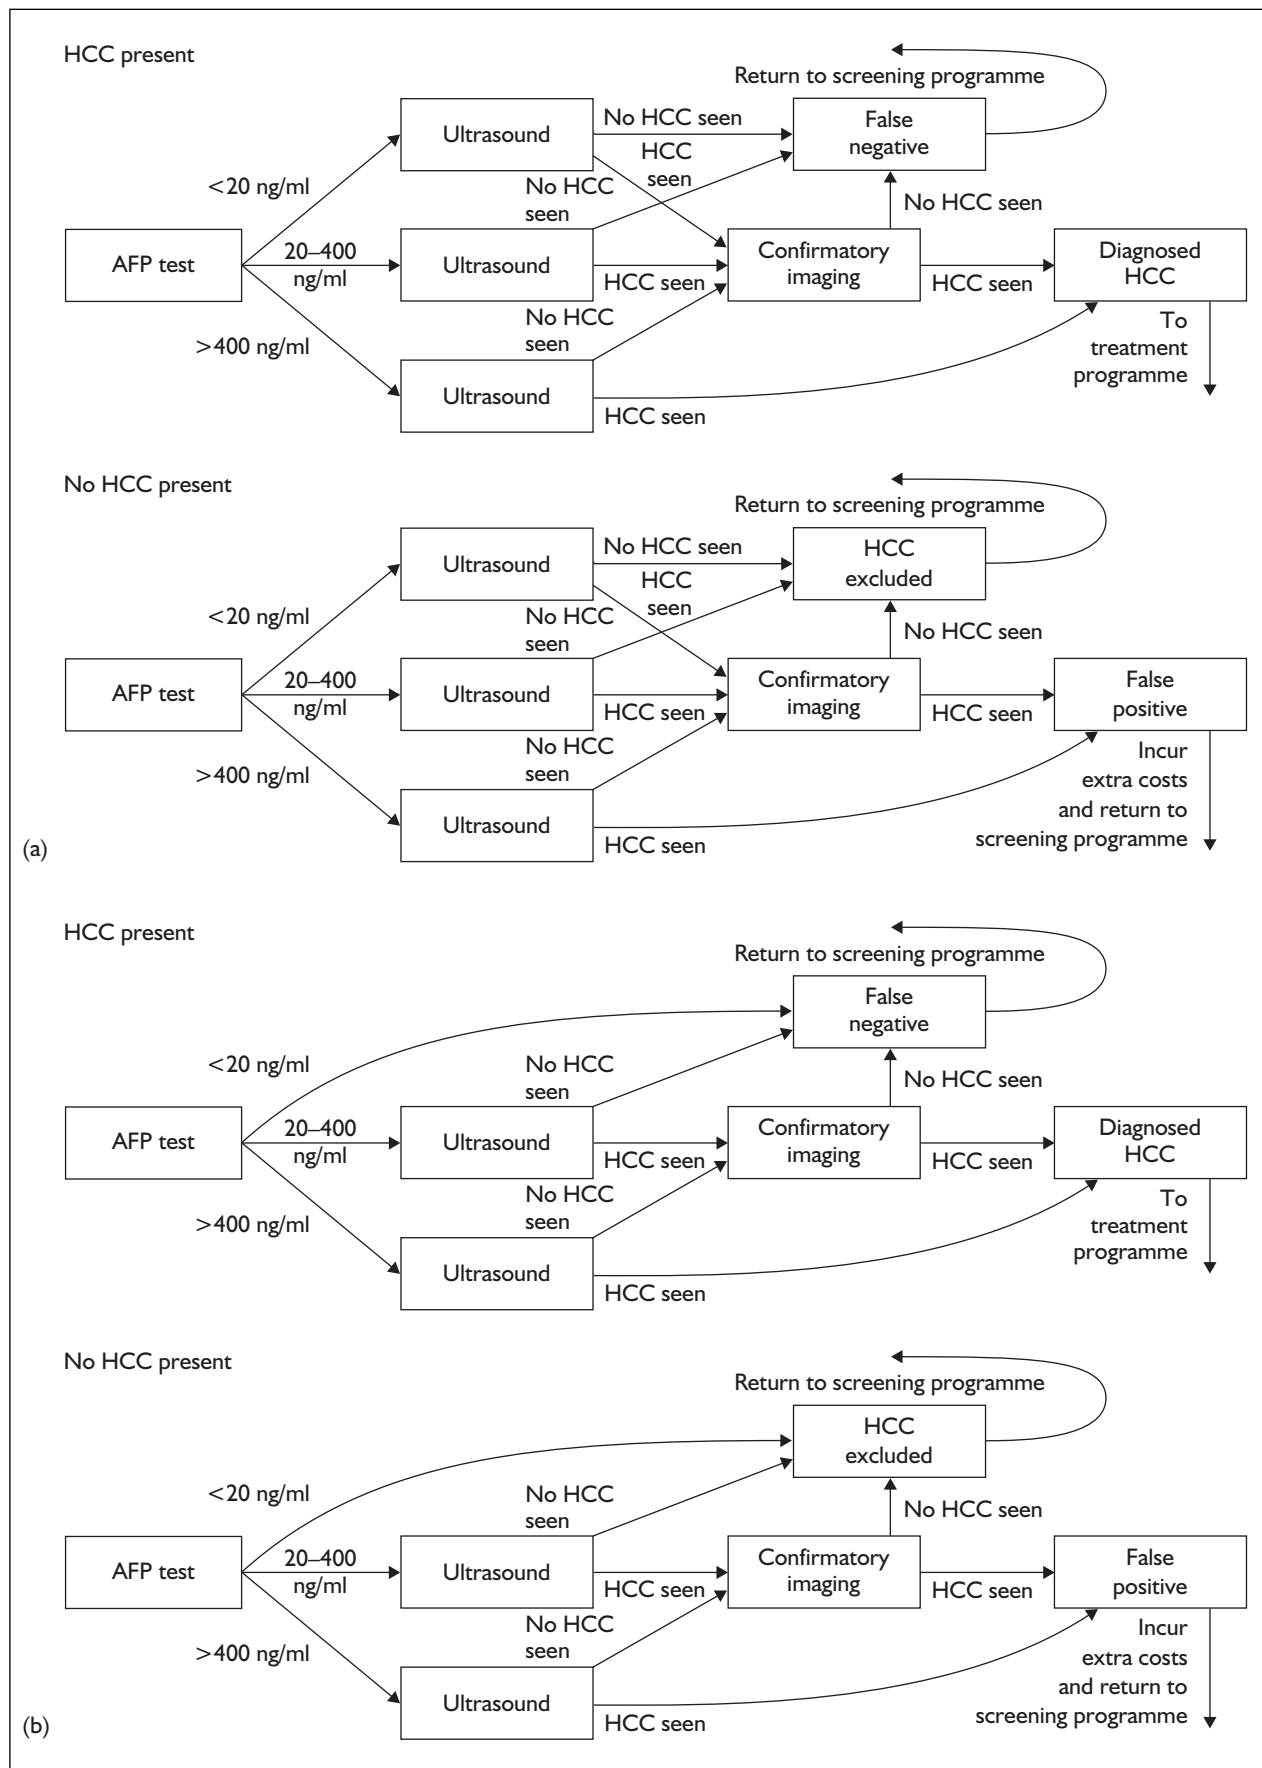 HCC present
Return to screening programme
Ultrasound
No HCC seen
False
negative
HCC
seen
<20 ng/ml
No HCC
seen
No HCC seen
AFP test
20–400
ng/ml
Ultrasound
HCC seen
Confirmatory
imaging
HCC seen
Diagnosed
HCC
No HCC
seen
To
treatment
programme
>400 ng/ml
Ultrasound
HCC seen
No HCC present
Return to screening programme
Ultrasound
No HCC seen
HCC
excluded
HCC
seen
<20 ng/ml
No HCC
seen
No HCC seen
AFP test
20–400
ng/ml
Ultrasound
HCC seen
Confirmatory
imaging
HCC seen
False
positive
No HCC
seen
Incur
extra costs
and return to
screening programme
>400 ng/ml
Ultrasound
HCC seen
(a)
HCC present
Return to screening programme
False
negative
<20 ng/ml
No HCC
seen
No HCC seen
AFP test
20–400
ng/ml
Ultrasound
HCC seen
Confirmatory
imaging
HCC seen
Diagnosed
HCC
No HCC
seen
To
treatment
programme
>400 ng/ml
Ultrasound
HCC seen
No HCC present
Return to screening programme
HCC
excluded
<20 ng/ml
No HCC
seen
No HCC seen
AFP test
20–400
ng/ml
Ultrasound
HCC seen
Confirmatory
imaging
HCC seen
False
positive
No HCC
seen
Incur
extra costs
and return to
screening programme
>400 ng/ml
Ultrasound
HCC seen
(b)